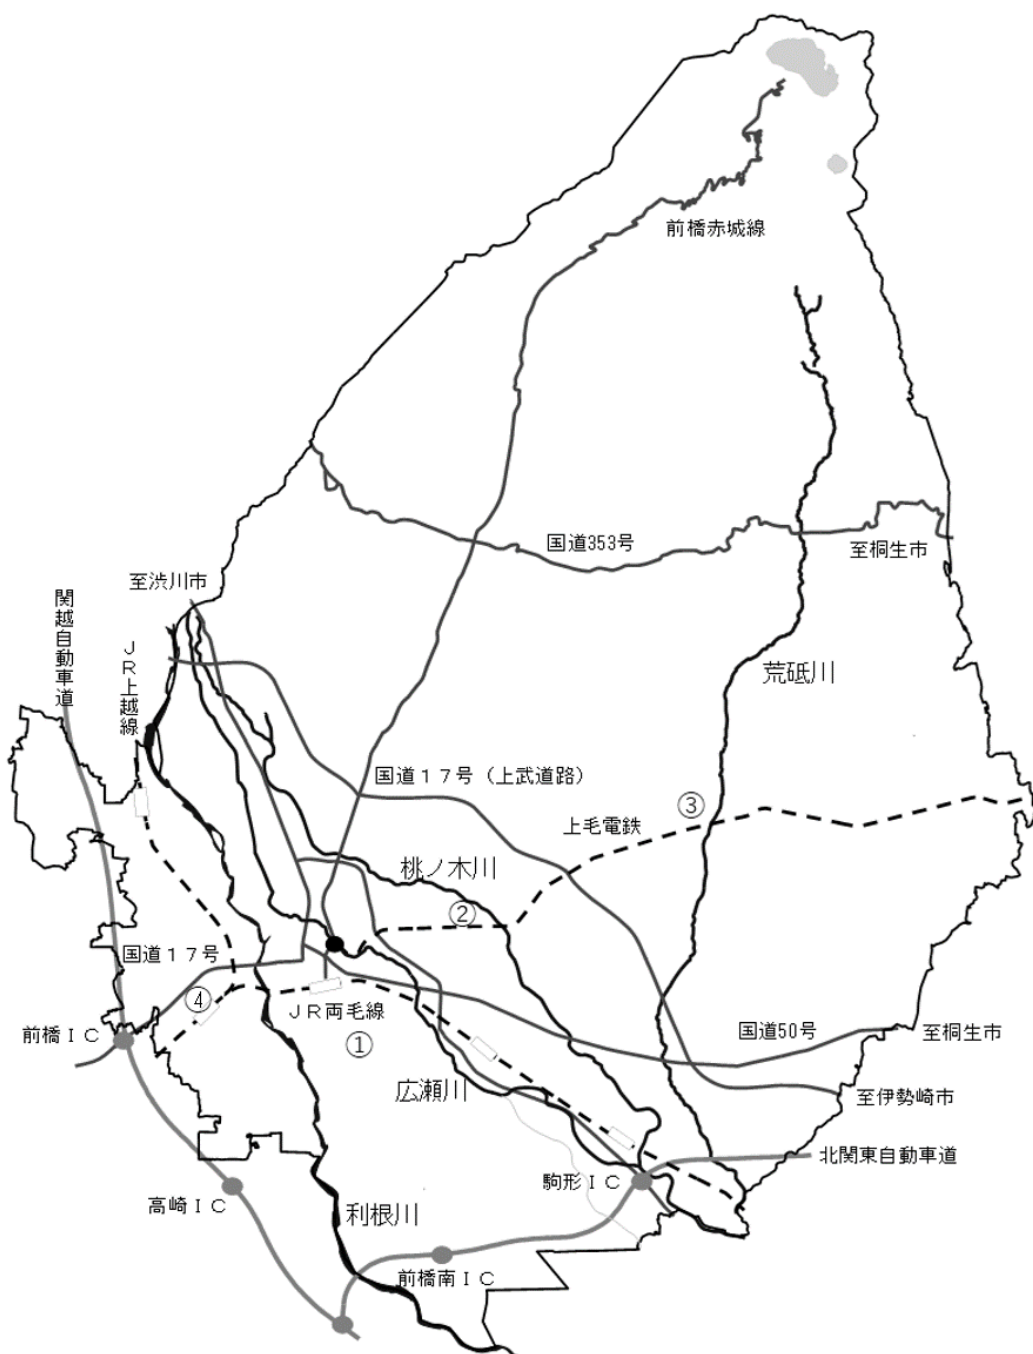 前橋赤城線
国道353号
至桐生市
至渋川市
関越自動車道
ＪＲ上越線
荒砥川
国道１７号（上武道路）
③
上毛電鉄
桃ノ木川
②
国道１７号
④
ＪＲ両毛線
①
前橋ＩＣ
国道50号
至桐生市
広瀬川
至伊勢崎市
北関東自動車道
駒形ＩＣ
高崎ＩＣ
利根川
前橋南ＩＣ